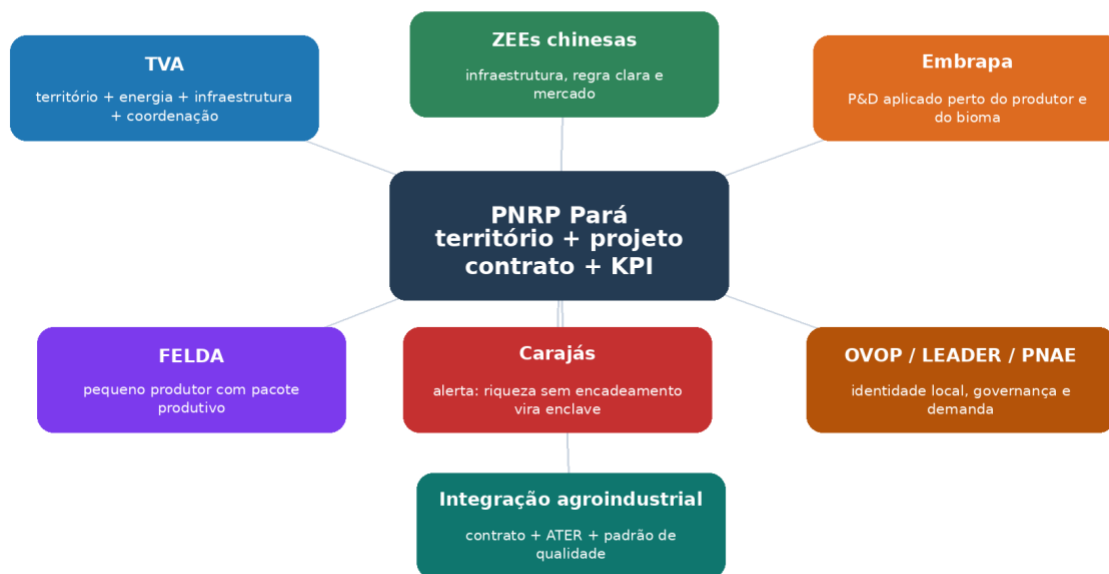 TVA
território + energia + infraestrutura
+ coordenação
ZEEs chinesas
infraestrutura, regra clara e
mercado
Embrapa
P&D aplicado perto do produtor e
do bioma
PNRP Pará
território + projeto
contrato + KPI
FELDA
pequeno produtor com pacote
produtivo
Carajás
alerta: riqueza sem encadeamento
vira enclave
OVOP / LEADER / PNAE
identidade local, governança e
demanda
Integração agroindustrial
contrato + ATER + padrão de
qualidade